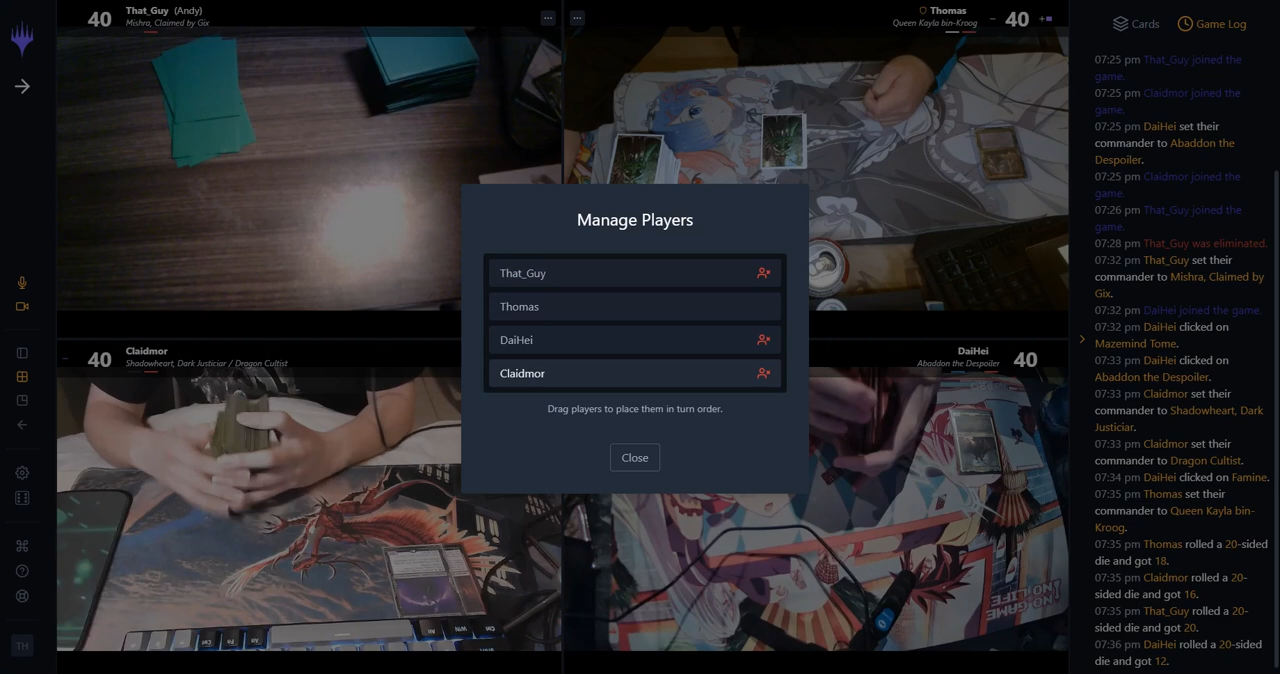 40 That_Guy (Andy)
Mishra, Claimed by Gix
Thomas
Queen Kayla bin-Kroog
40
Cards
Game Log
07:25 pm That_Guy joined the
game.
07:25 pm Claidmor joined the
game.
07:25 pm DaiHei set their
commander to Abaddon the
Despoiler.
07:25 pm Claidmor joined the
game.
07:26 pm That_Guy joined the
game.
07:28 pm That_Guy was eliminated.
07:32 pm That_Guy set their
commander to Mishra, Claimed by
Gix.
07:32 pm DaiHei joined the game.
07:32 pm DaiHei clicked on
Mazemind Tome.
07:33 pm DaiHei clicked on
Abaddon the Despoiler.
07:33 pm Claidmor set their
commander to Shadowheart, Dark
Justiciar.
07:33 pm Claidmor set their
commander to Dragon Cultist.
07:34 pm DaiHei clicked on Famine.
07:35 pm Thomas set their
commander to Queen Kayla bin-
Kroog.
07:35 pm Thomas rolled a 20-sided
die and got 18.
07:35 pm Claidmor rolled a 20-
sided die and got 16.
07:35 pm That_Guy rolled a 20-
sided die and got 20.
07:36 pm DaiHei rolled a 20-sided
die and got 12.
Manage Players
That_Guy
Thomas
DaiHei
Claidmor
Drag players to place them in turn order.
Close
40 Claidmor
Shadowheart, Dark Justiciar / Dragon Cultist
DaiHei
Abaddon the Despoiler
40
NO GAME
NO LIFE
TH